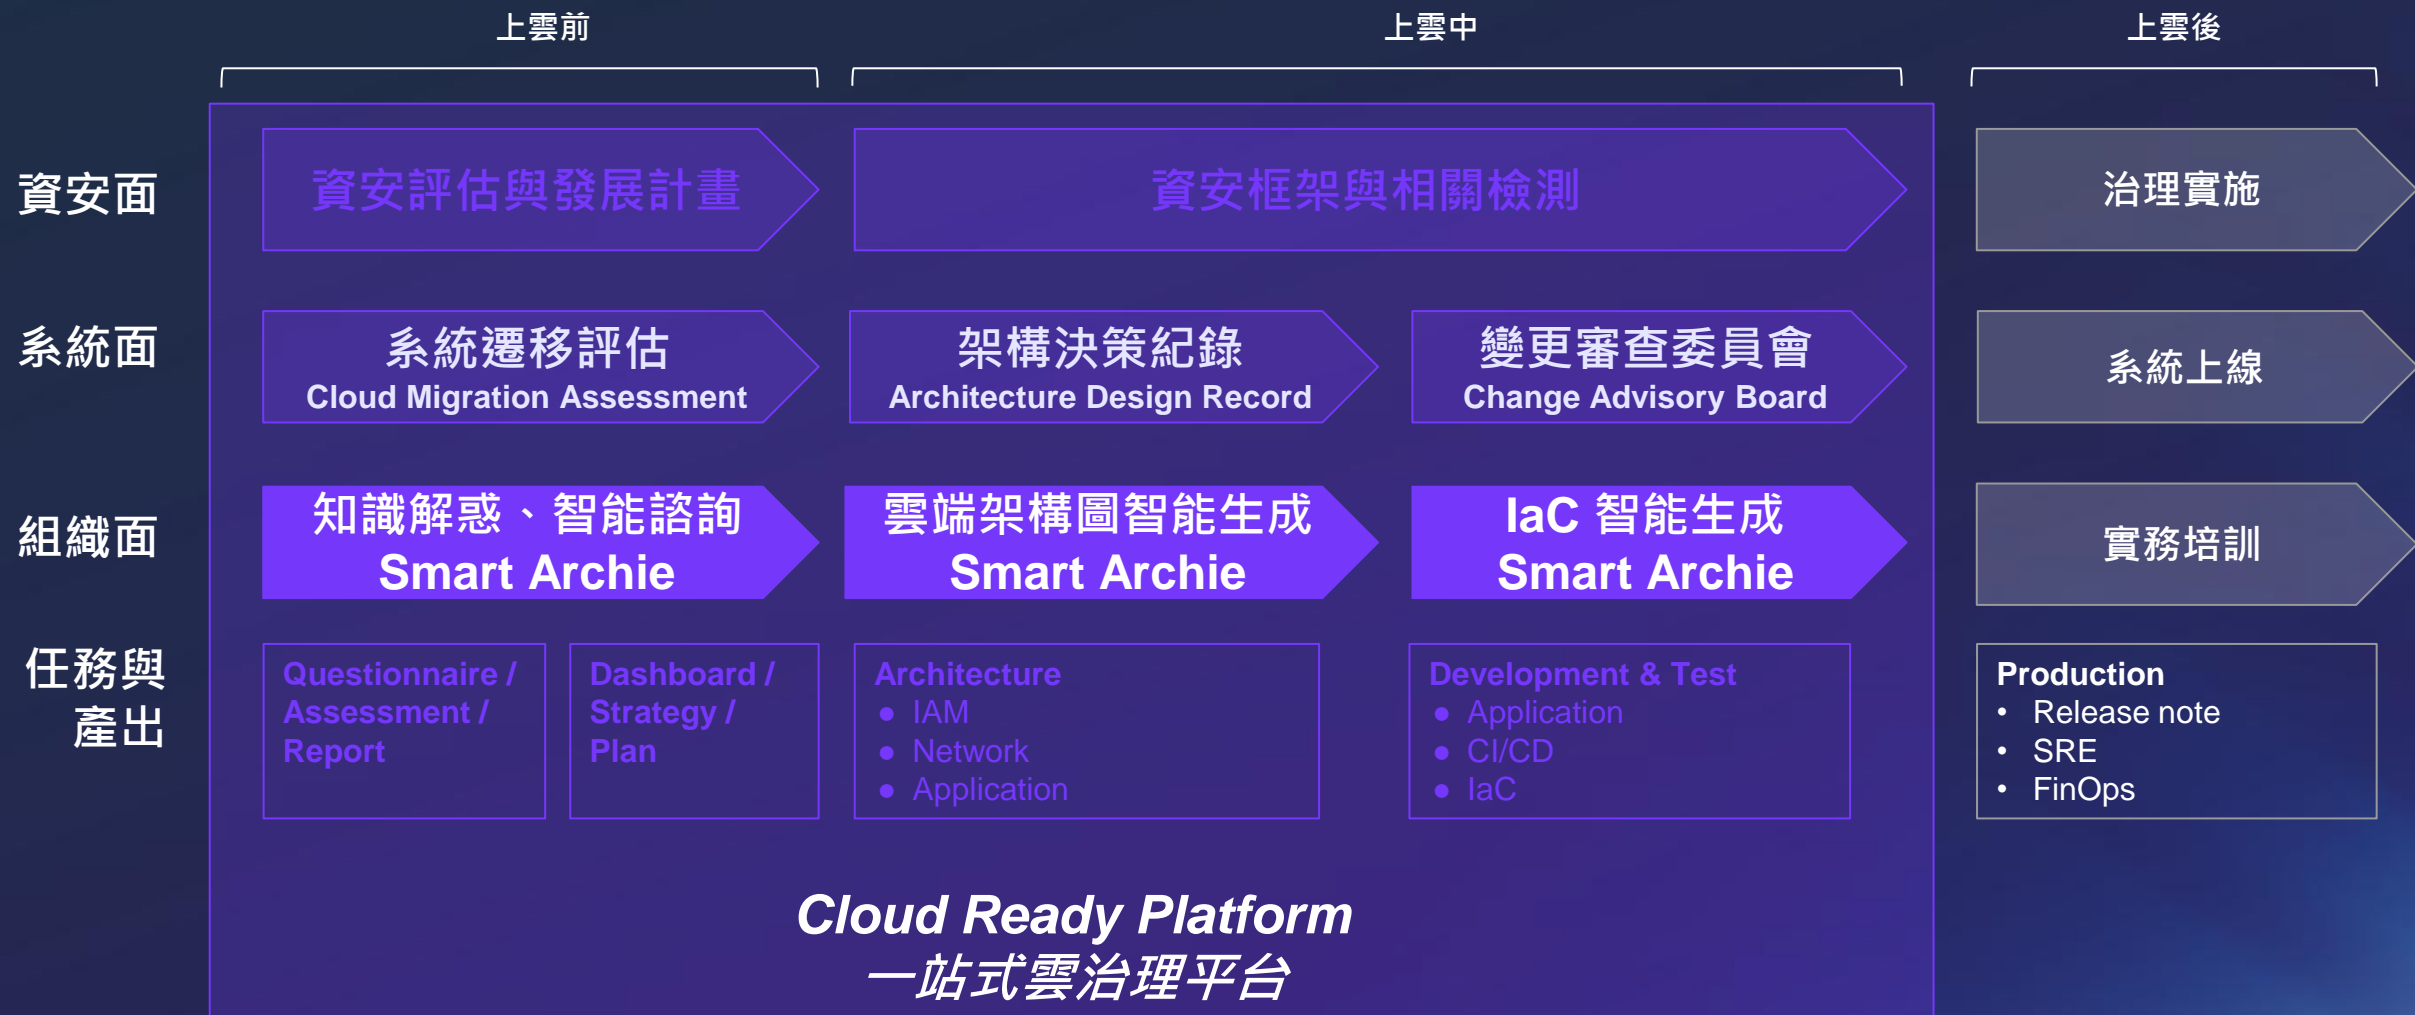 上雲前
上雲中
上雲後
資安面
資安評估與發展計畫
資安框架與相關檢測
治理實施
系統面
系統遷移評估
Cloud Migration Assessment
架構決策紀錄
Architecture Design Record
變更審查委員會
Change Advisory Board
系統上線
組織面
知識解惑、智能諮詢
Smart Archie
雲端架構圖智能生成
Smart Archie
IaC 智能生成
Smart Archie
實務培訓
任務與
產出
Questionnaire /
Assessment /
Report
Dashboard /
Strategy /
Plan
Architecture
● IAM
● Network
● Application
Development & Test
● Application
● CI/CD
● IaC
Production
• Release note
• SRE
• FinOps
Cloud Ready Platform
一站式雲治理平台